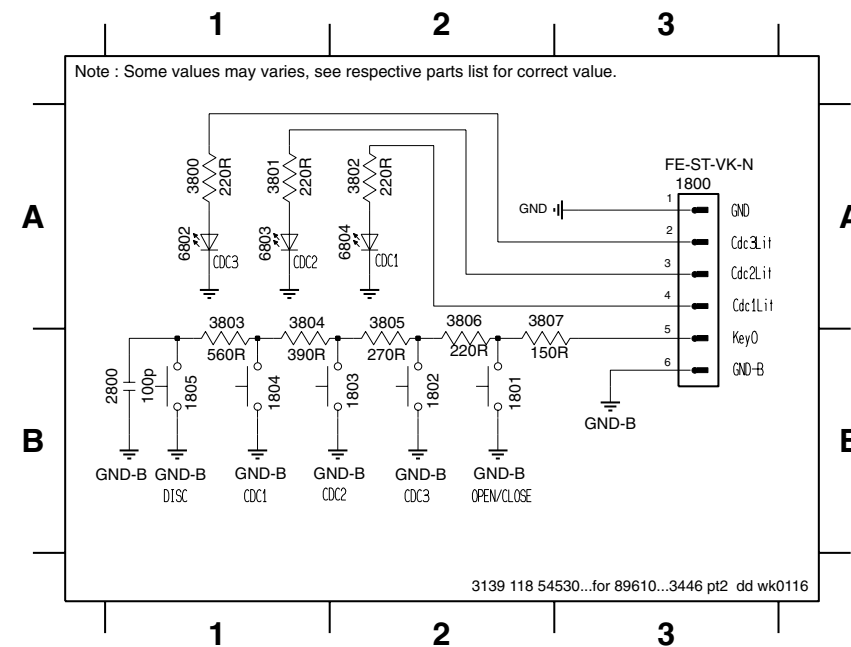 1 2 3
Note : Some values may varies, see respective parts list for correct value.
3800 220R
3801 220R
3802 220R
FE-ST-VK-N
1800
A
A
6802
CDC3
6803
CDC2
6804
CDC1
GND
1 GND
2 Cdc3Lit
3 Cdc2Lit
4 Cdc1Lit
5 Key0
6 GND-B
3803 3804 3805 3806 3807
560R 390R 270R 220R 150R
2800 100p
1805
1804
1803
1802
1801
GND-B
B
GND-B GND-B GND-B GND-B GND-B GND-B
DISC CDC1 CDC2 CDC3 OPEN/CLOSE
3139 118 54530...for 89610...3446 pt2 dd wk0116
1 2 3